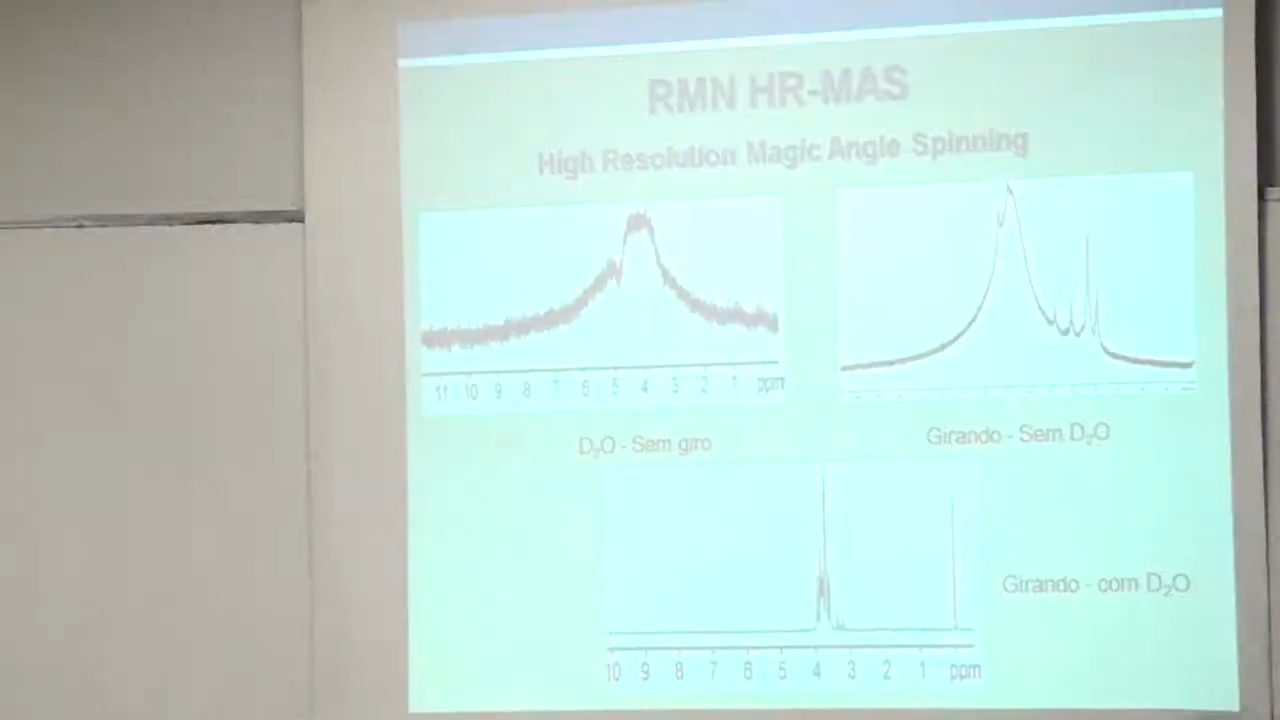 RMN HR-MAS
High Resolution Magic Angle Spinning
11 10 9 8 7 6 5 4 3 2 1 ppm
D₂O - Sem giro
Girando - Sem D₂O
Girando - com D₂O
10 9 8 7 6 5 4 3 2 1 ppm